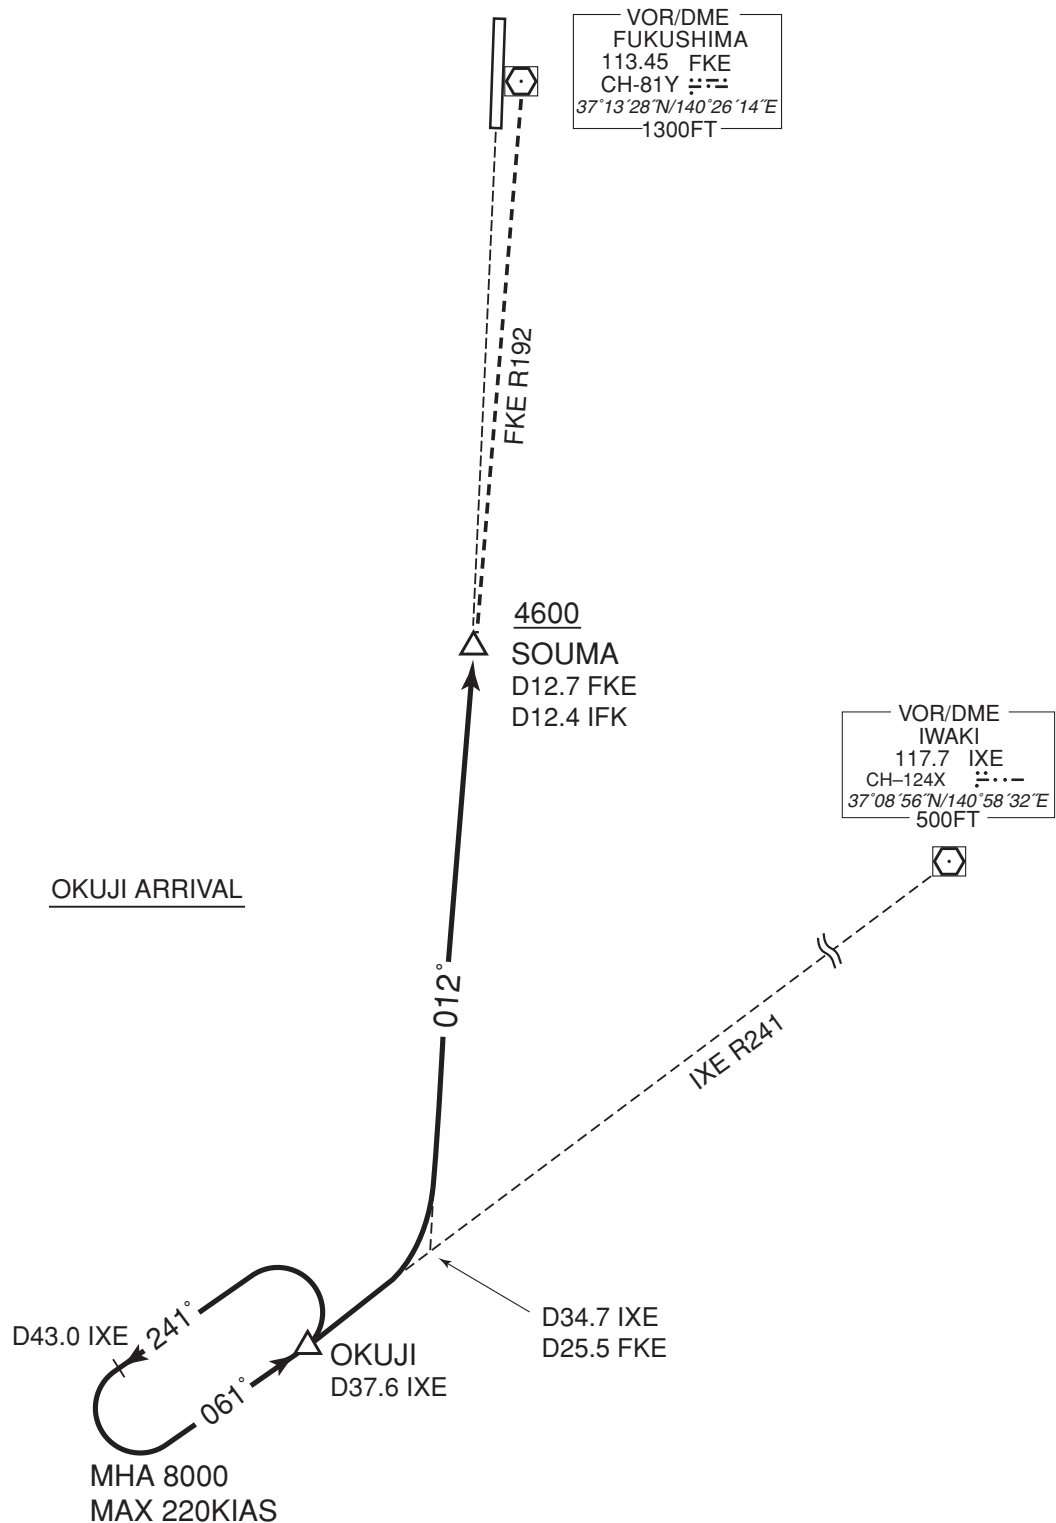 VOR/DME
FUKUSHIMA
113.45 FKE
CH-81Y
37°13´28˝N/140°26´14˝E
1300FT
FKE R192
4600
SOUMA
D12.7 FKE
D12.4 IFK
VOR/DME
IWAKI
117.7 IXE
CH–124X
37°08´56˝N/140°58´32˝E
500FT
OKUJI ARRIVAL
012°
IXE R241
D34.7 IXE
D25.5 FKE
241°
D43.0 IXE
OKUJI
D37.6 IXE
061°
MHA 8000
MAX 220KIAS